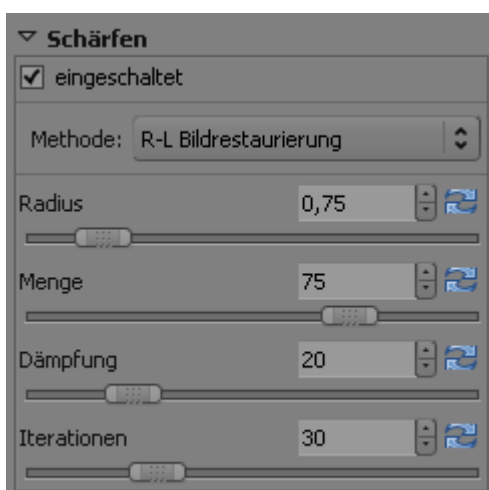 Schärfen
eingeschaltet
Methode: R-L Bildrestaurierung
Radius 0,75
Menge 75
Dämpfung 20
Iterationen 30